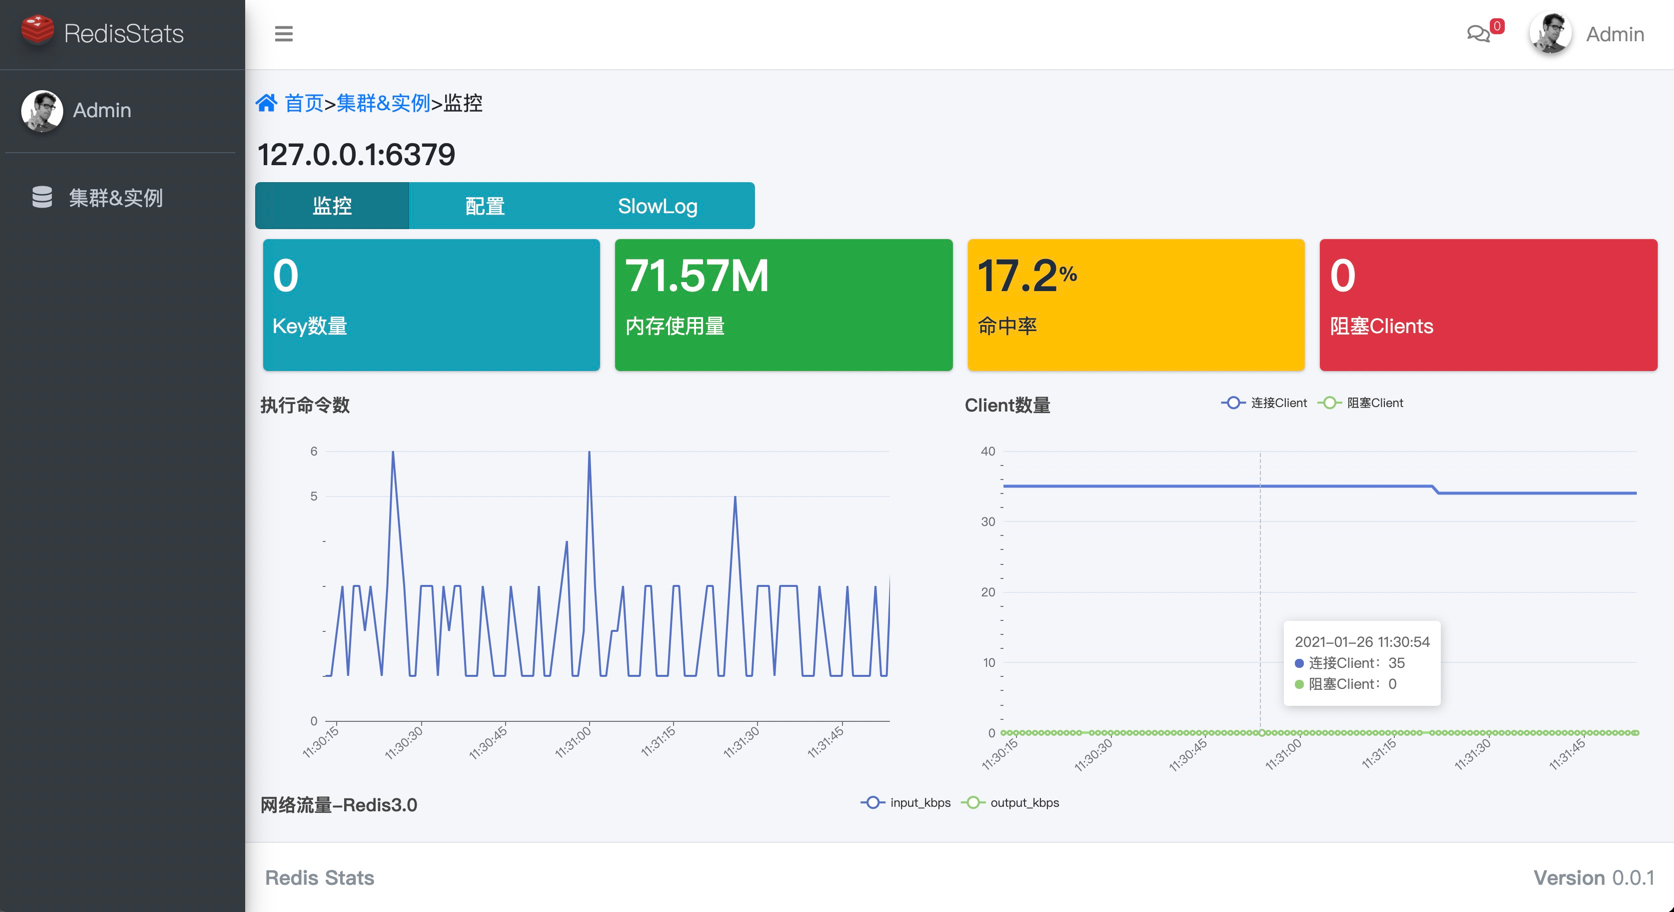 RedisStats
0
Admin
Admin
首页>集群&实例>监控
127.0.0.1:6379
集群&实例
监控
配置
SlowLog
0
Key数量
71.57M
内存使用量
17.2%
命中率
0
阻塞Clients
执行命令数
6
5
0
11:30:15
11:30:30
11:30:45
11:31:00
11:31:15
11:31:30
11:31:45
Client数量
连接Client
阻塞Client
40
30
20
10
0
2021-01-26 11:30:54
连接Client: 35
阻塞Client: 0
11:30:15
11:30:30
11:30:45
11:31:00
11:31:15
11:31:30
11:31:45
网络流量-Redis3.0
input_kbps
output_kbps
Redis Stats
Version 0.0.1